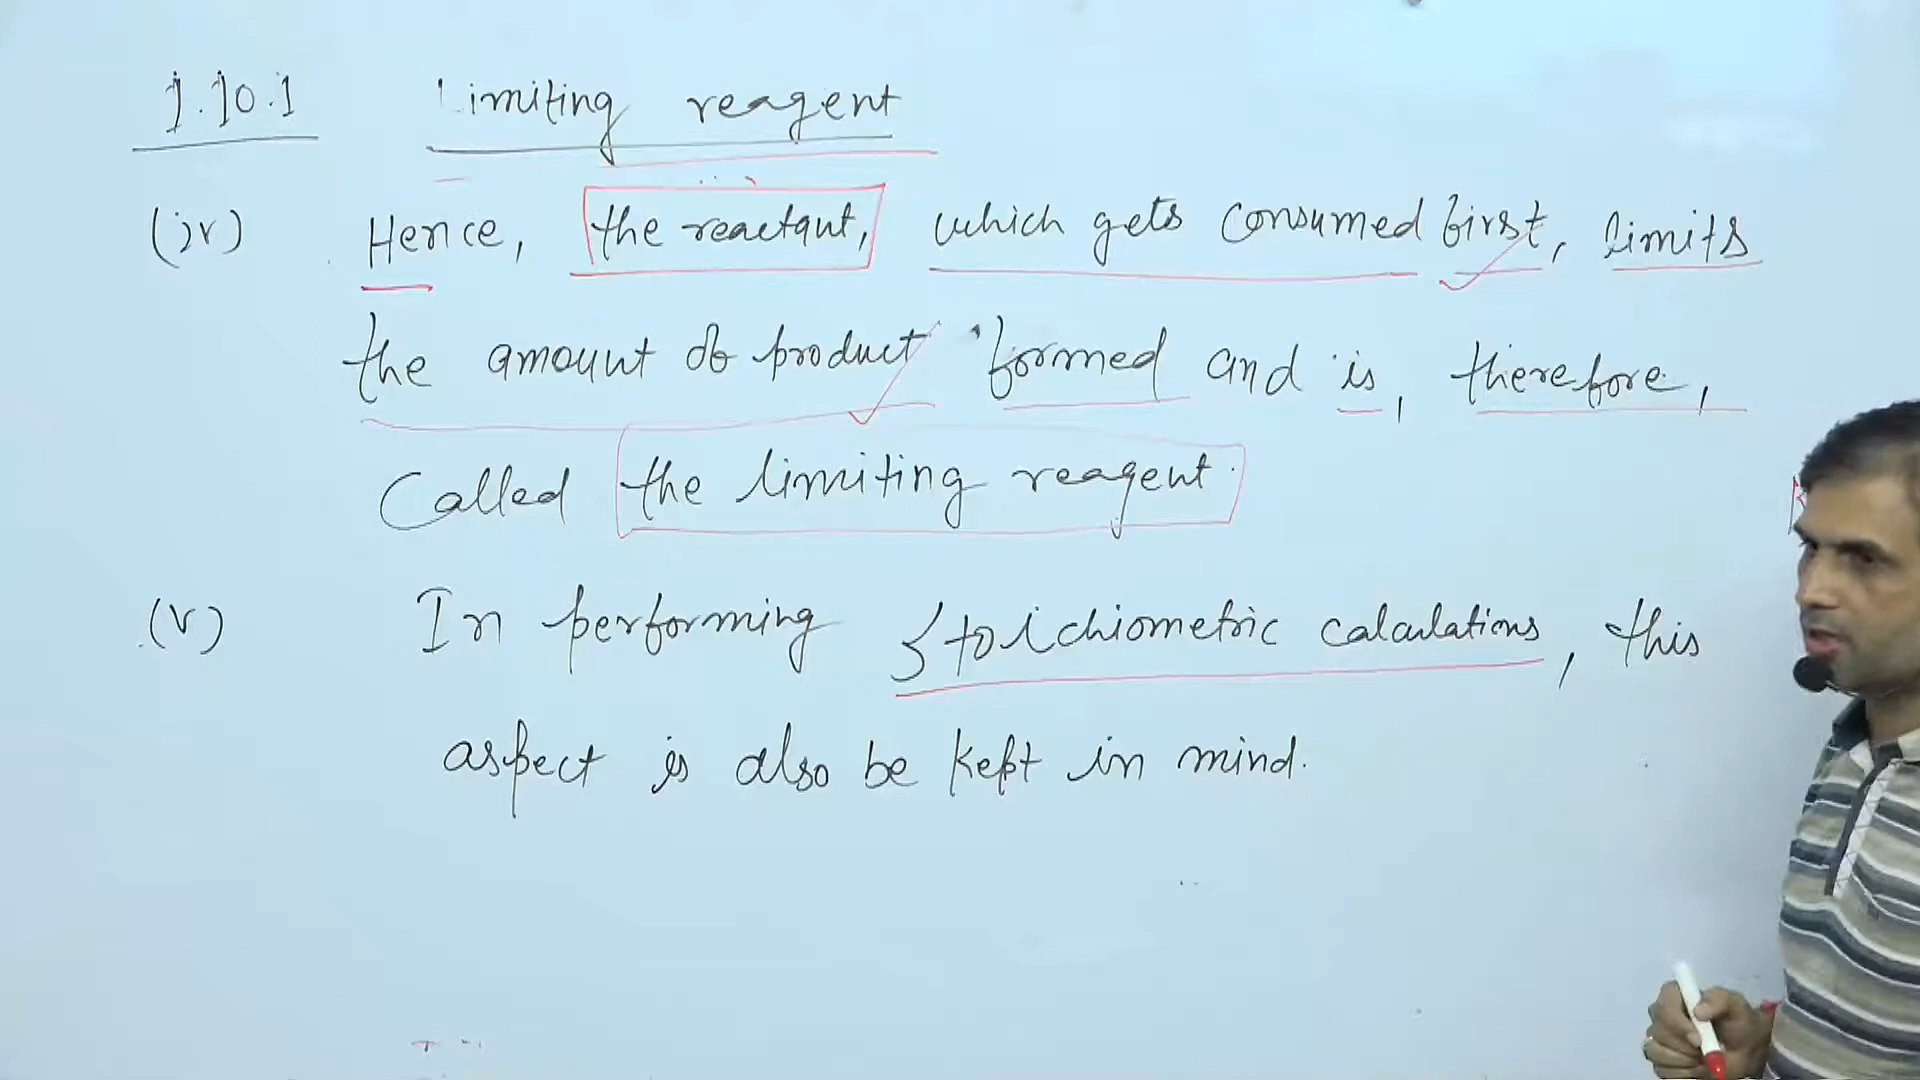 1.10.1 Limiting reagent
(iv) Hence, the reactant, which gets consumed first, limits
the amount of product formed and is, therefore,
Called the limiting reagent.
(v) In performing Stoichiometric calculations, this
aspect is also be kept in mind.